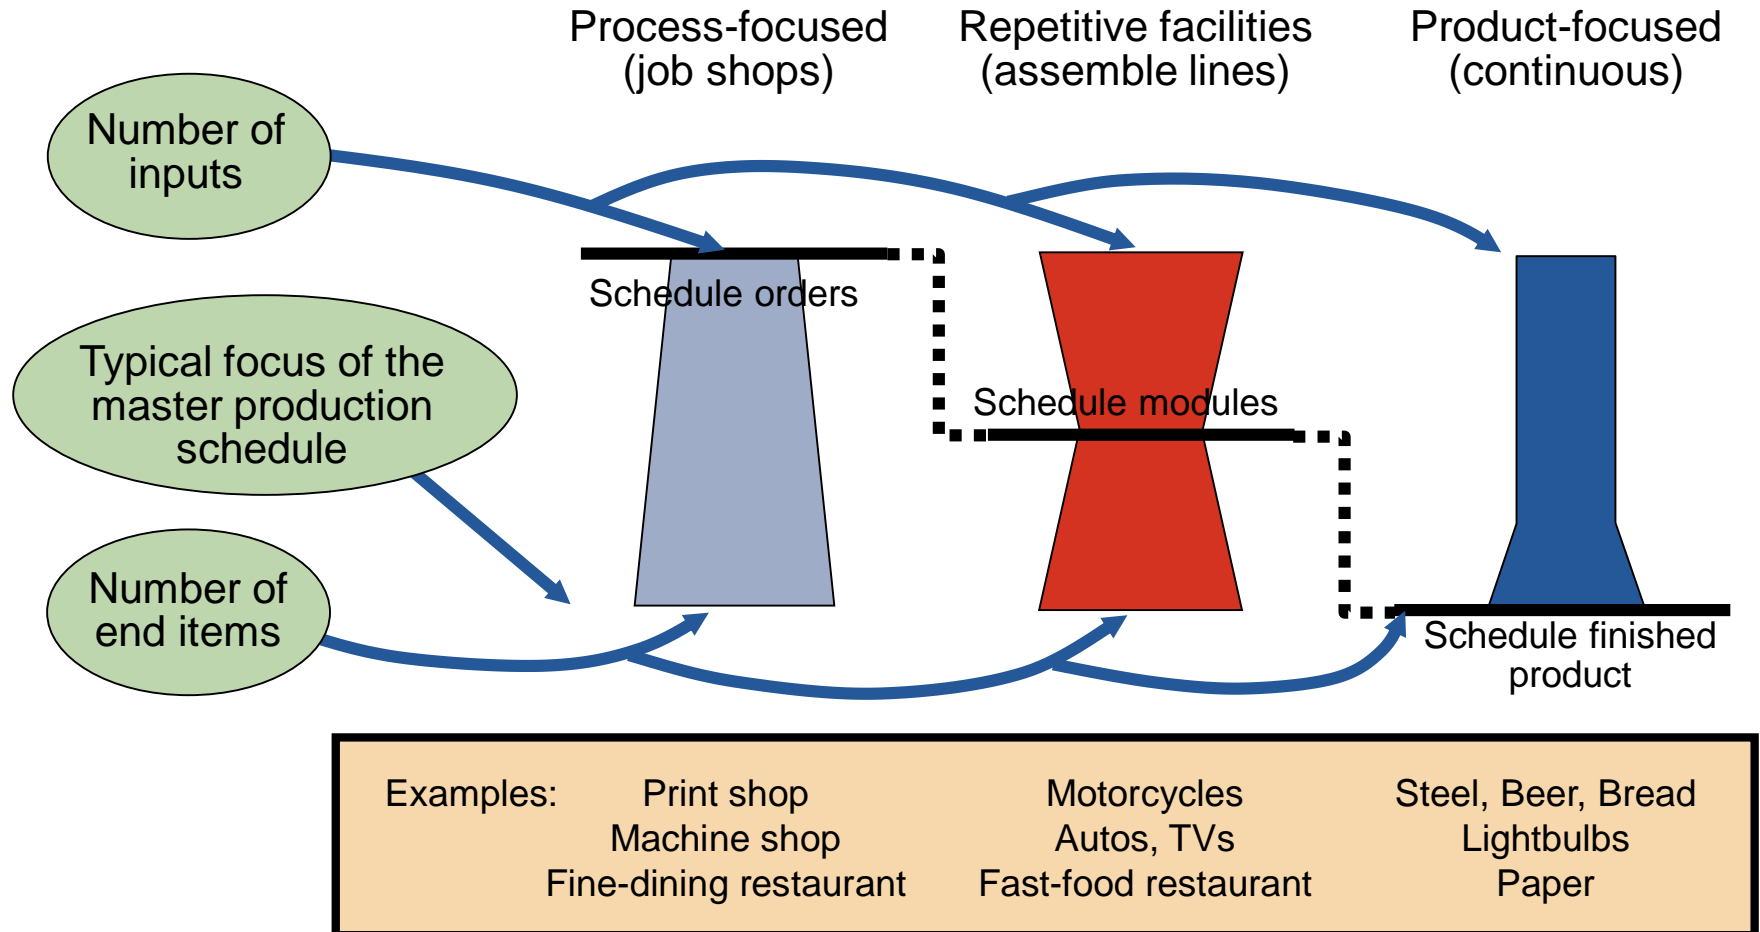 Process-focused
(job shops)
Repetitive facilities
(assemble lines)
Product-focused
(continuous)
Number of
inputs
Schedule orders
Typical focus of the
master production
schedule
Schedule modules
Number of
end items
Schedule finished
product
Examples:
Print shop
Machine shop
Fine-dining restaurant
Motorcycles
Autos, TVs
Fast-food restaurant
Steel, Beer, Bread
Lightbulbs
Paper